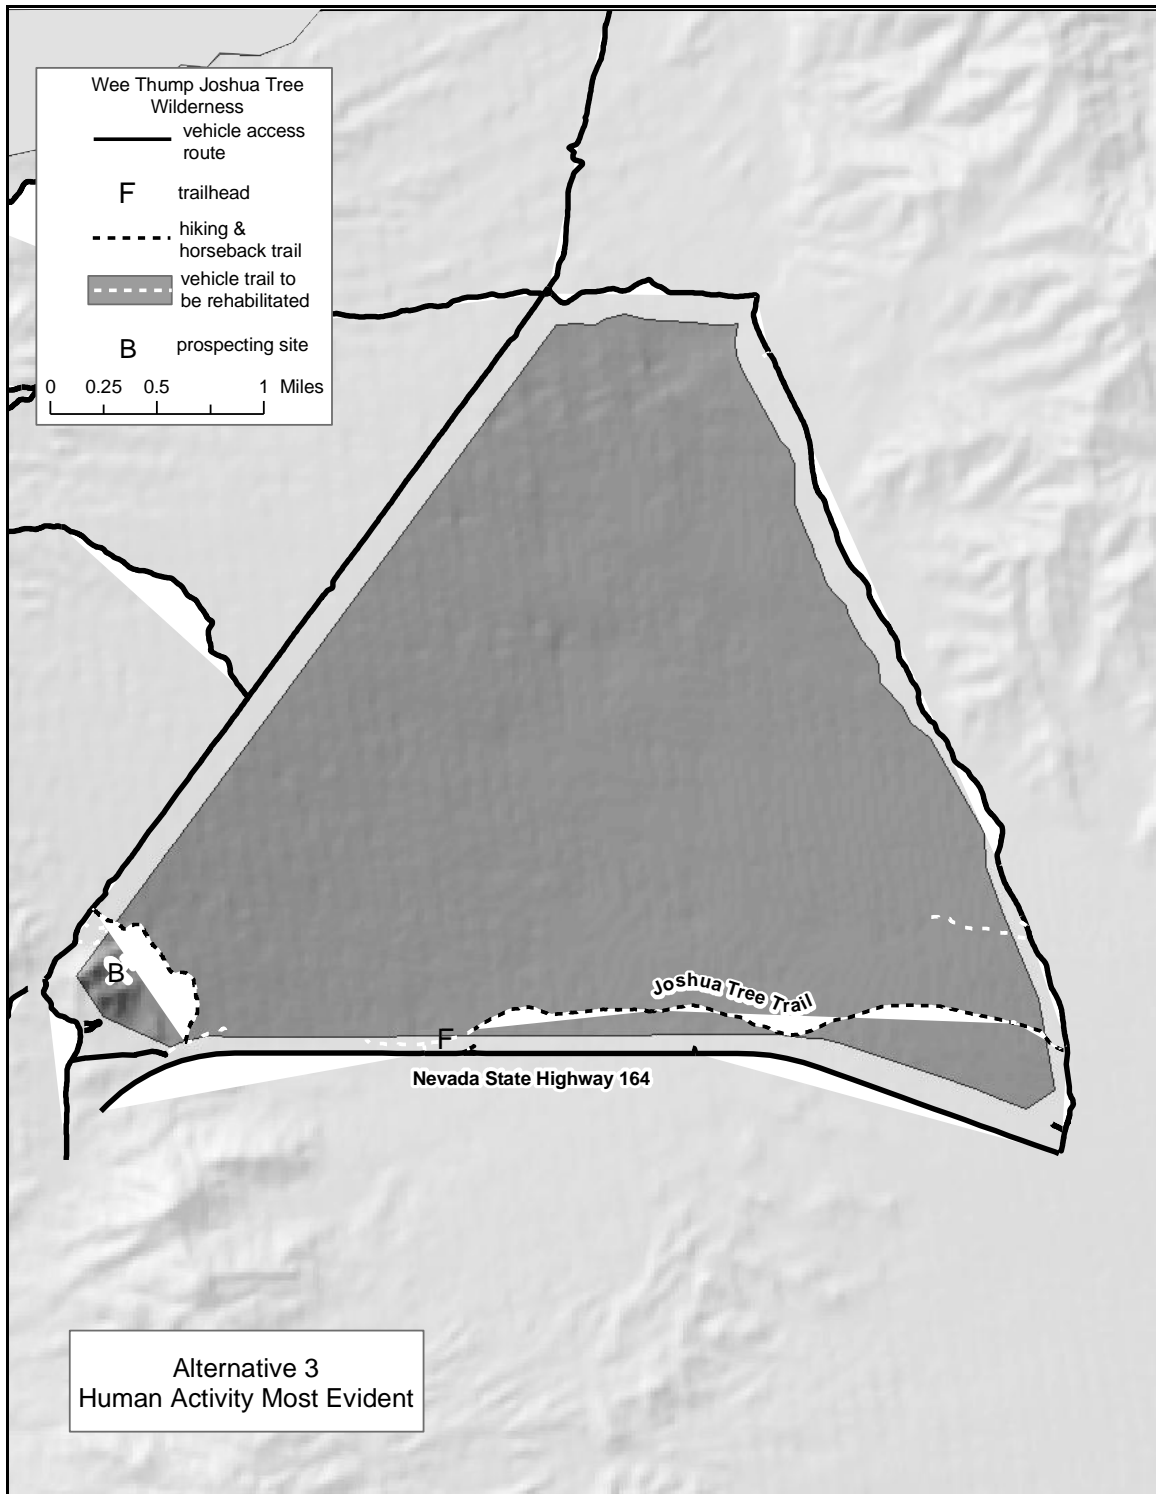 Wee Thump Joshua Tree
Wilderness
vehicle access
route
F trailhead
hiking &
horseback trail
vehicle trail to
be rehabilitated
B prospecting site
0 0.25 0.5 1 Miles
B
Joshua Tree Trail
F
Nevada State Highway 164
Alternative 3
Human Activity Most Evident